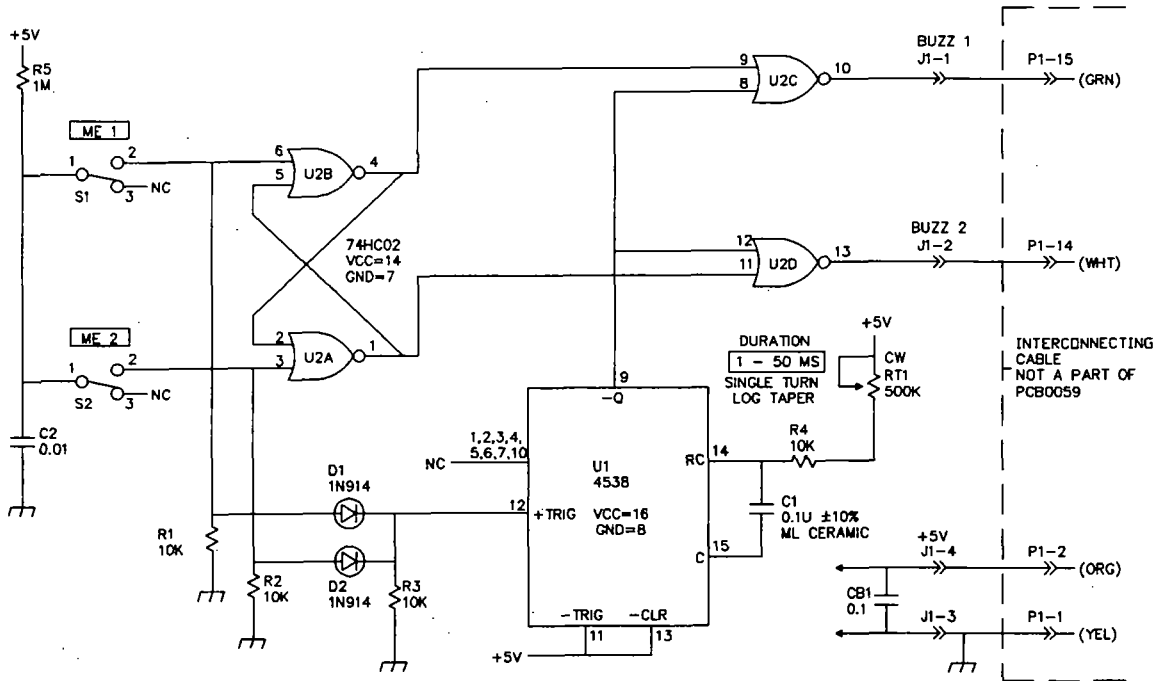 +5V
R5
1M
ME 1
1
2
3
NC
S1
6
5
U2B
4
74HC02
VCC=14
GND=7
ME 2
1
2
3
NC
S2
2
3
U2A
1
C2
0.01
9
8
U2C
10
BUZZ 1
J1-1
P1-15
(GRN)
12
11
U2D
13
BUZZ 2
J1-2
P1-14
(WHT)
INTERCONNECTING
CABLE
NOT A PART OF
PCB0059
DURATION
1 - 50 MS
SINGLE TURN
LOG TAPER
+5V
CW
RT1
500K
R4
10K
9
-Q
1,2,3,4,
5,6,7,10
NC
U1
4538
VCC=16
GND=8
RC
14
C
15
C1
0.1U ±10%
ML CERAMIC
12
+TRIG
-TRIG
11
-CLR
13
+5V
D1
1N914
D2
1N914
R1
10K
R2
10K
R3
10K
CB1
0.1
+5V
J1-4
P1-2
(ORG)
J1-3
P1-1
(YEL)